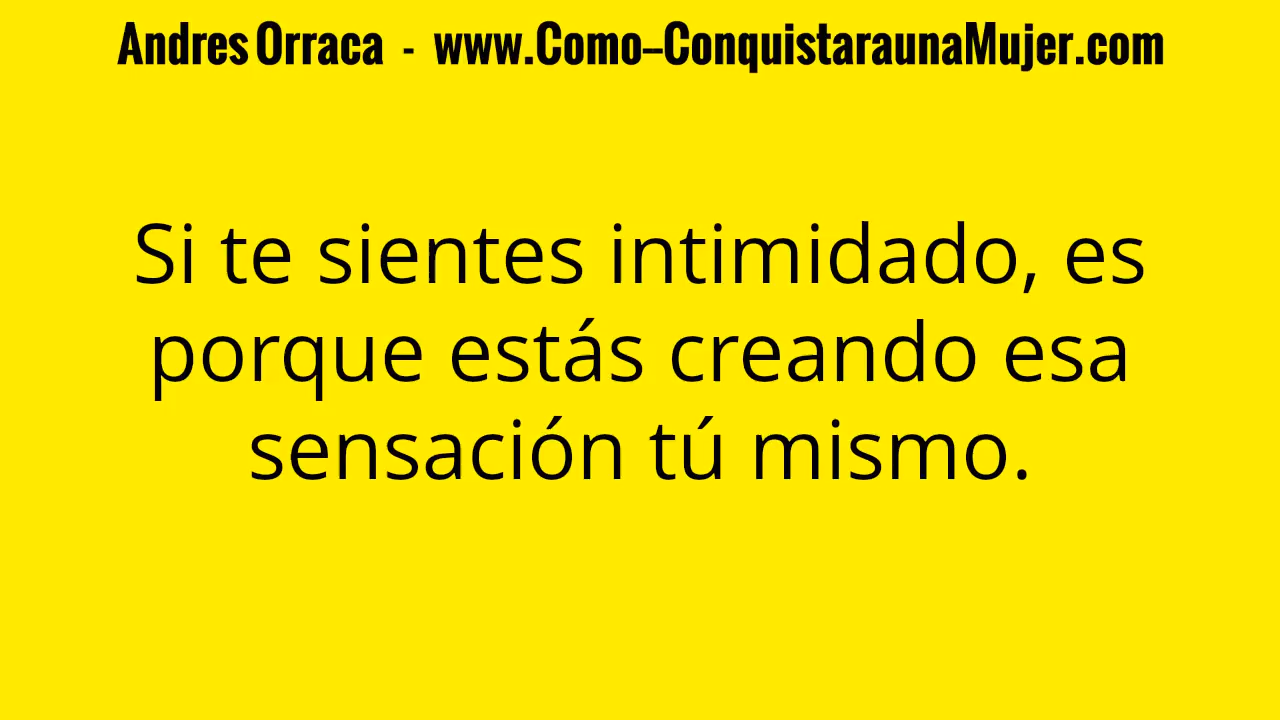 Andres Orraca - www.Como-ConquistaraunaMujer.com
Si te sientes intimidado, es
porque estás creando esa
sensación tú mismo.